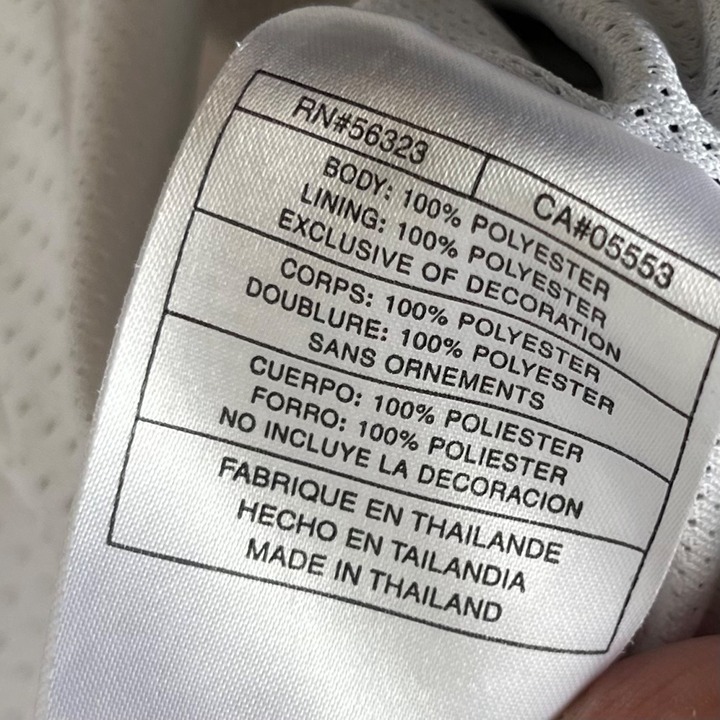 RN#56323 CA#05553
BODY: 100% POLYESTER
LINING: 100% POLYESTER
EXCLUSIVE OF DECORATION
CORPS: 100% POLYESTER
DOUBLURE: 100% POLYESTER
SANS ORNEMENTS
CUERPO: 100% POLIESTER
FORRO: 100% POLIESTER
NO INCLUYE LA DECORACION
FABRIQUE EN THAILANDE
HECHO EN TAILANDIA
MADE IN THAILAND